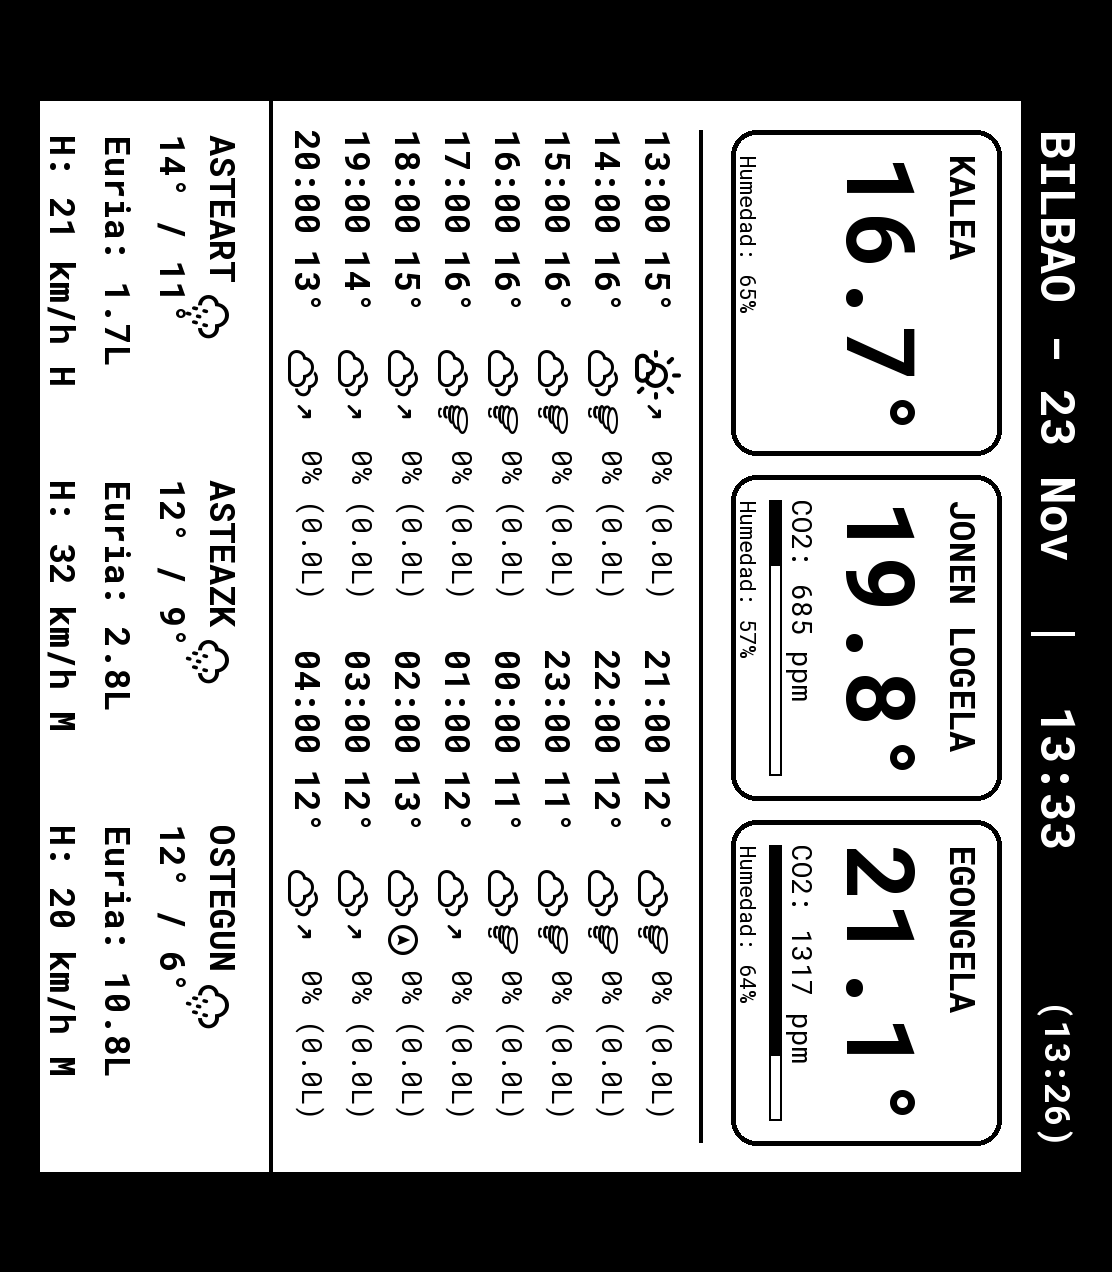 BILBAO - 23 Nov | 13:33 (13:26)
KALEA
16.7°
Humedad: 65%
JONEN LOGELA
19.8°
CO2: 685 ppm
Humedad: 57%
EGONGELA
21.1°
CO2: 1317 ppm
Humedad: 64%
13:00 15° ↗ 0% (0.0L)
14:00 16° 0% (0.0L)
15:00 16° 0% (0.0L)
16:00 16° 0% (0.0L)
17:00 16° 0% (0.0L)
18:00 15° ↗ 0% (0.0L)
19:00 14° ↗ 0% (0.0L)
20:00 13° ↗ 0% (0.0L)
21:00 12° 0% (0.0L)
22:00 12° 0% (0.0L)
23:00 11° 0% (0.0L)
00:00 11° 0% (0.0L)
01:00 12° ↗ 0% (0.0L)
02:00 13° 0% (0.0L)
03:00 12° ↗ 0% (0.0L)
04:00 12° ↗ 0% (0.0L)
ASTEART
14° / 11°
Euria: 1.7L
H: 21 km/h H
ASTEAZK
12° / 9°
Euria: 2.8L
H: 32 km/h M
OSTEGUN
12° / 6°
Euria: 10.8L
H: 20 km/h M